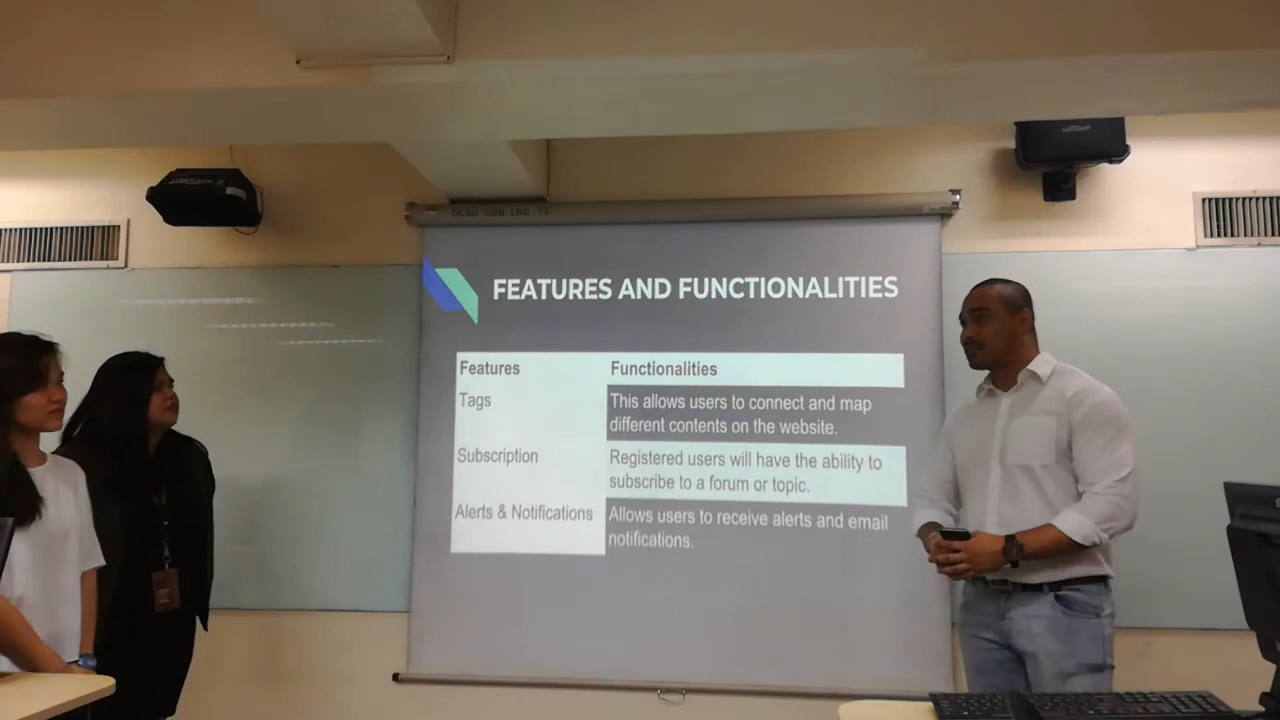 FEATURES AND FUNCTIONALITIES
Features Functionalities
Tags This allows users to connect and map
different contents on the website.
Subscription Registered users will have the ability to
subscribe to a forum or topic.
Alerts & Notifications Allows users to receive alerts and email
notifications.